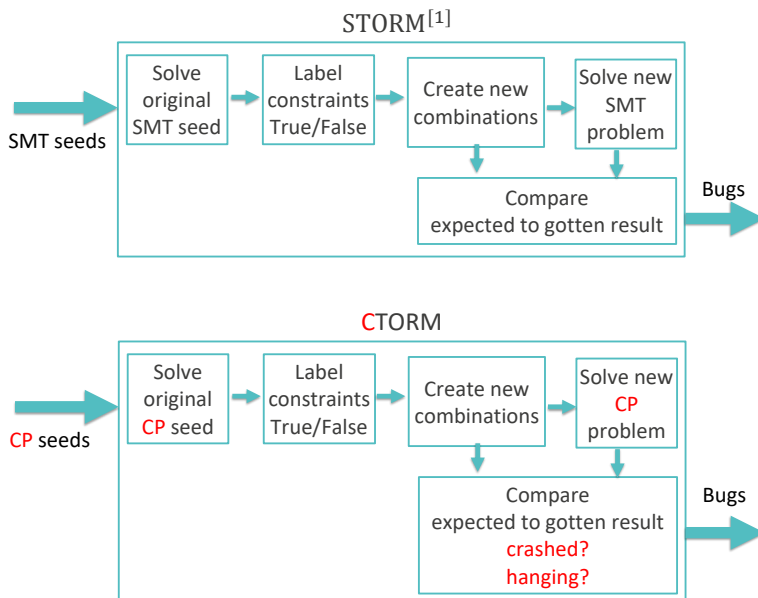 STORM[1]
SMT seeds
Solve
original
SMT seed
Label
constraints
True/False
Create new
combinations
Solve new
SMT
problem
Compare
expected to gotten result
Bugs
CTORM
CP seeds
Solve
original
CP seed
Label
constraints
True/False
Create new
combinations
Solve new
CP
problem
Compare
expected to gotten result
crashed?
hanging?
Bugs